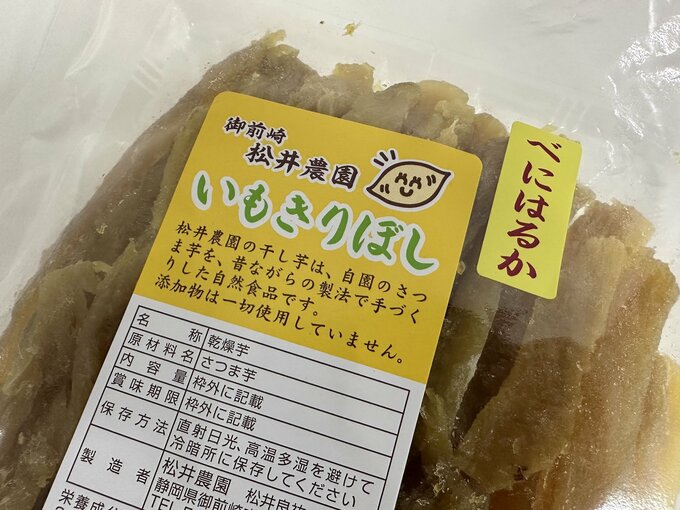 御前崎
松井農園
いもきりぼし
松井農園の干し芋は、自園のさつ
ま芋を、昔ながらの製法で手づく
りした自然食品です。
添加物は一切使用していません。
べにはるか
名称 乾燥芋
原材料名 さつま芋
内容量 枠外に記載
賞味期限 枠外に記載
保存方法 直射日光、高温多湿を避けて
冷暗所に保存してください
製造者 松井農園 松井良
静岡県御前崎
TEL
栄養成